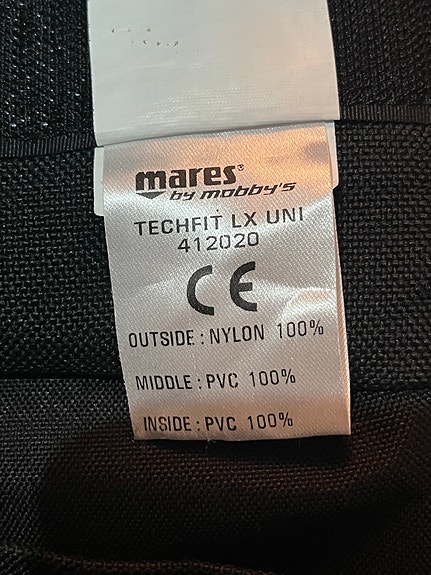 mares®
by mobby's
TECHFIT LX UNI
412020
CE
OUTSIDE : NYLON 100%
MIDDLE : PVC 100%
INSIDE : PVC 100%